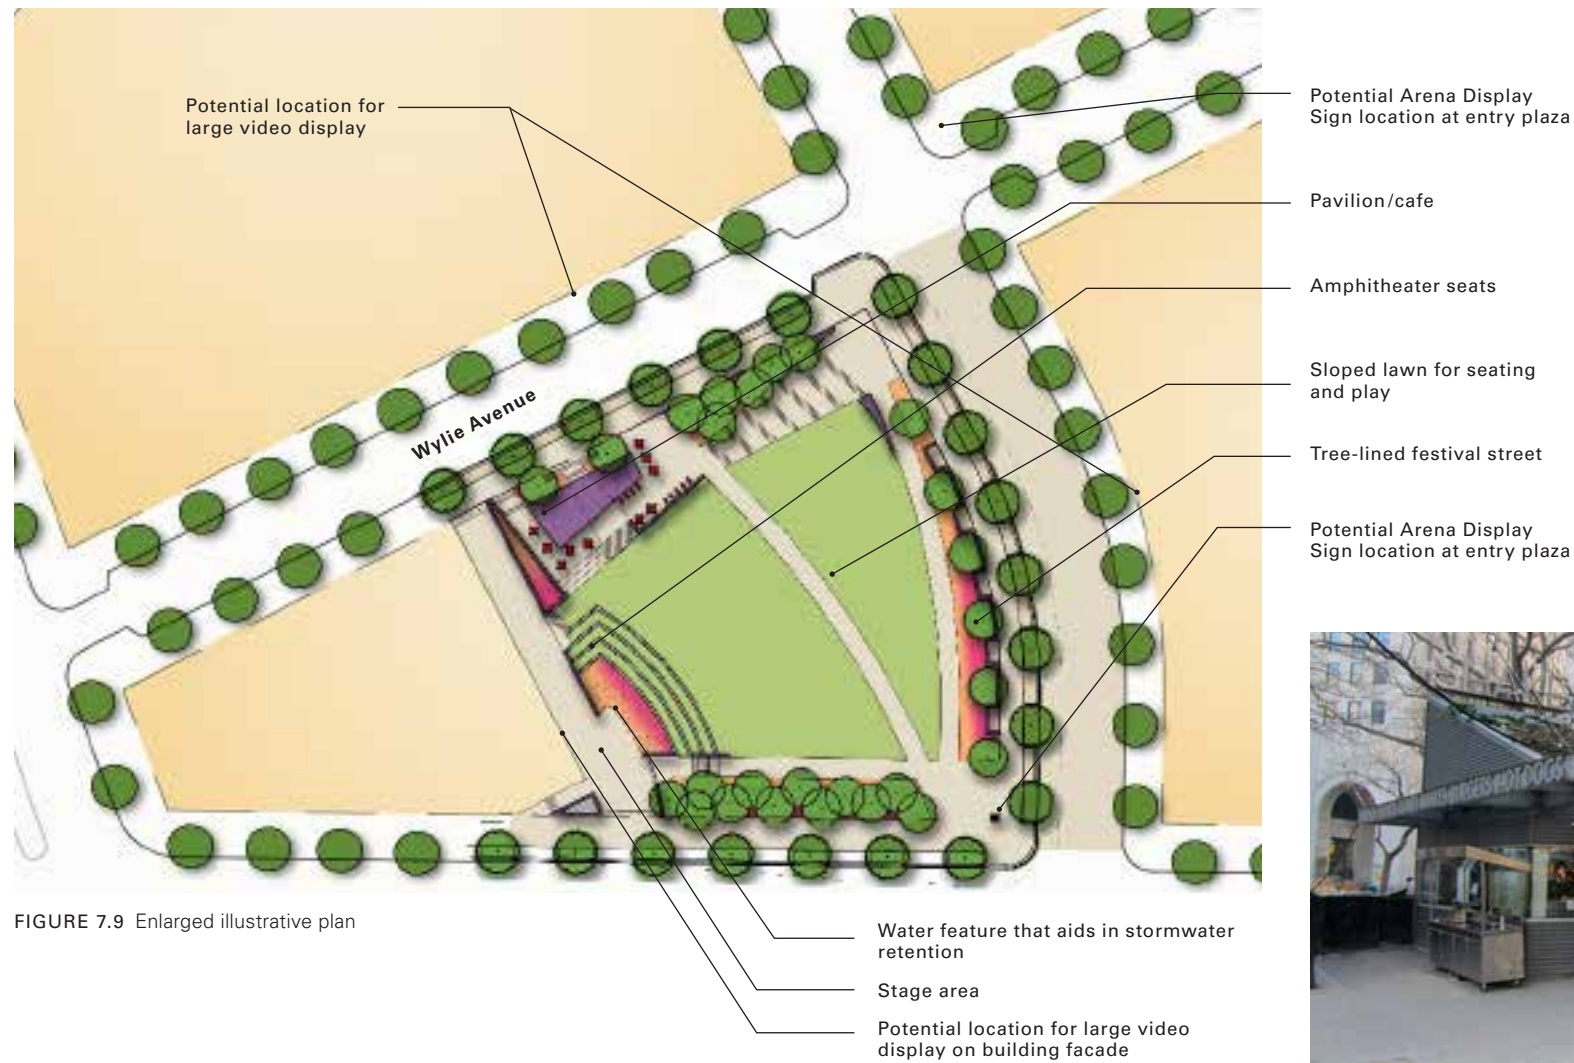 Potential location for
large video display
Potential Arena Display
Sign location at entry plaza
Pavilion/cafe
Amphitheater seats
Sloped lawn for seating
and play
Tree-lined festival street
Potential Arena Display
Sign location at entry plaza
Wylie Avenue
FIGURE 7.9 Enlarged illustrative plan
Water feature that aids in stormwater
retention
Stage area
Potential location for large video
display on building facade